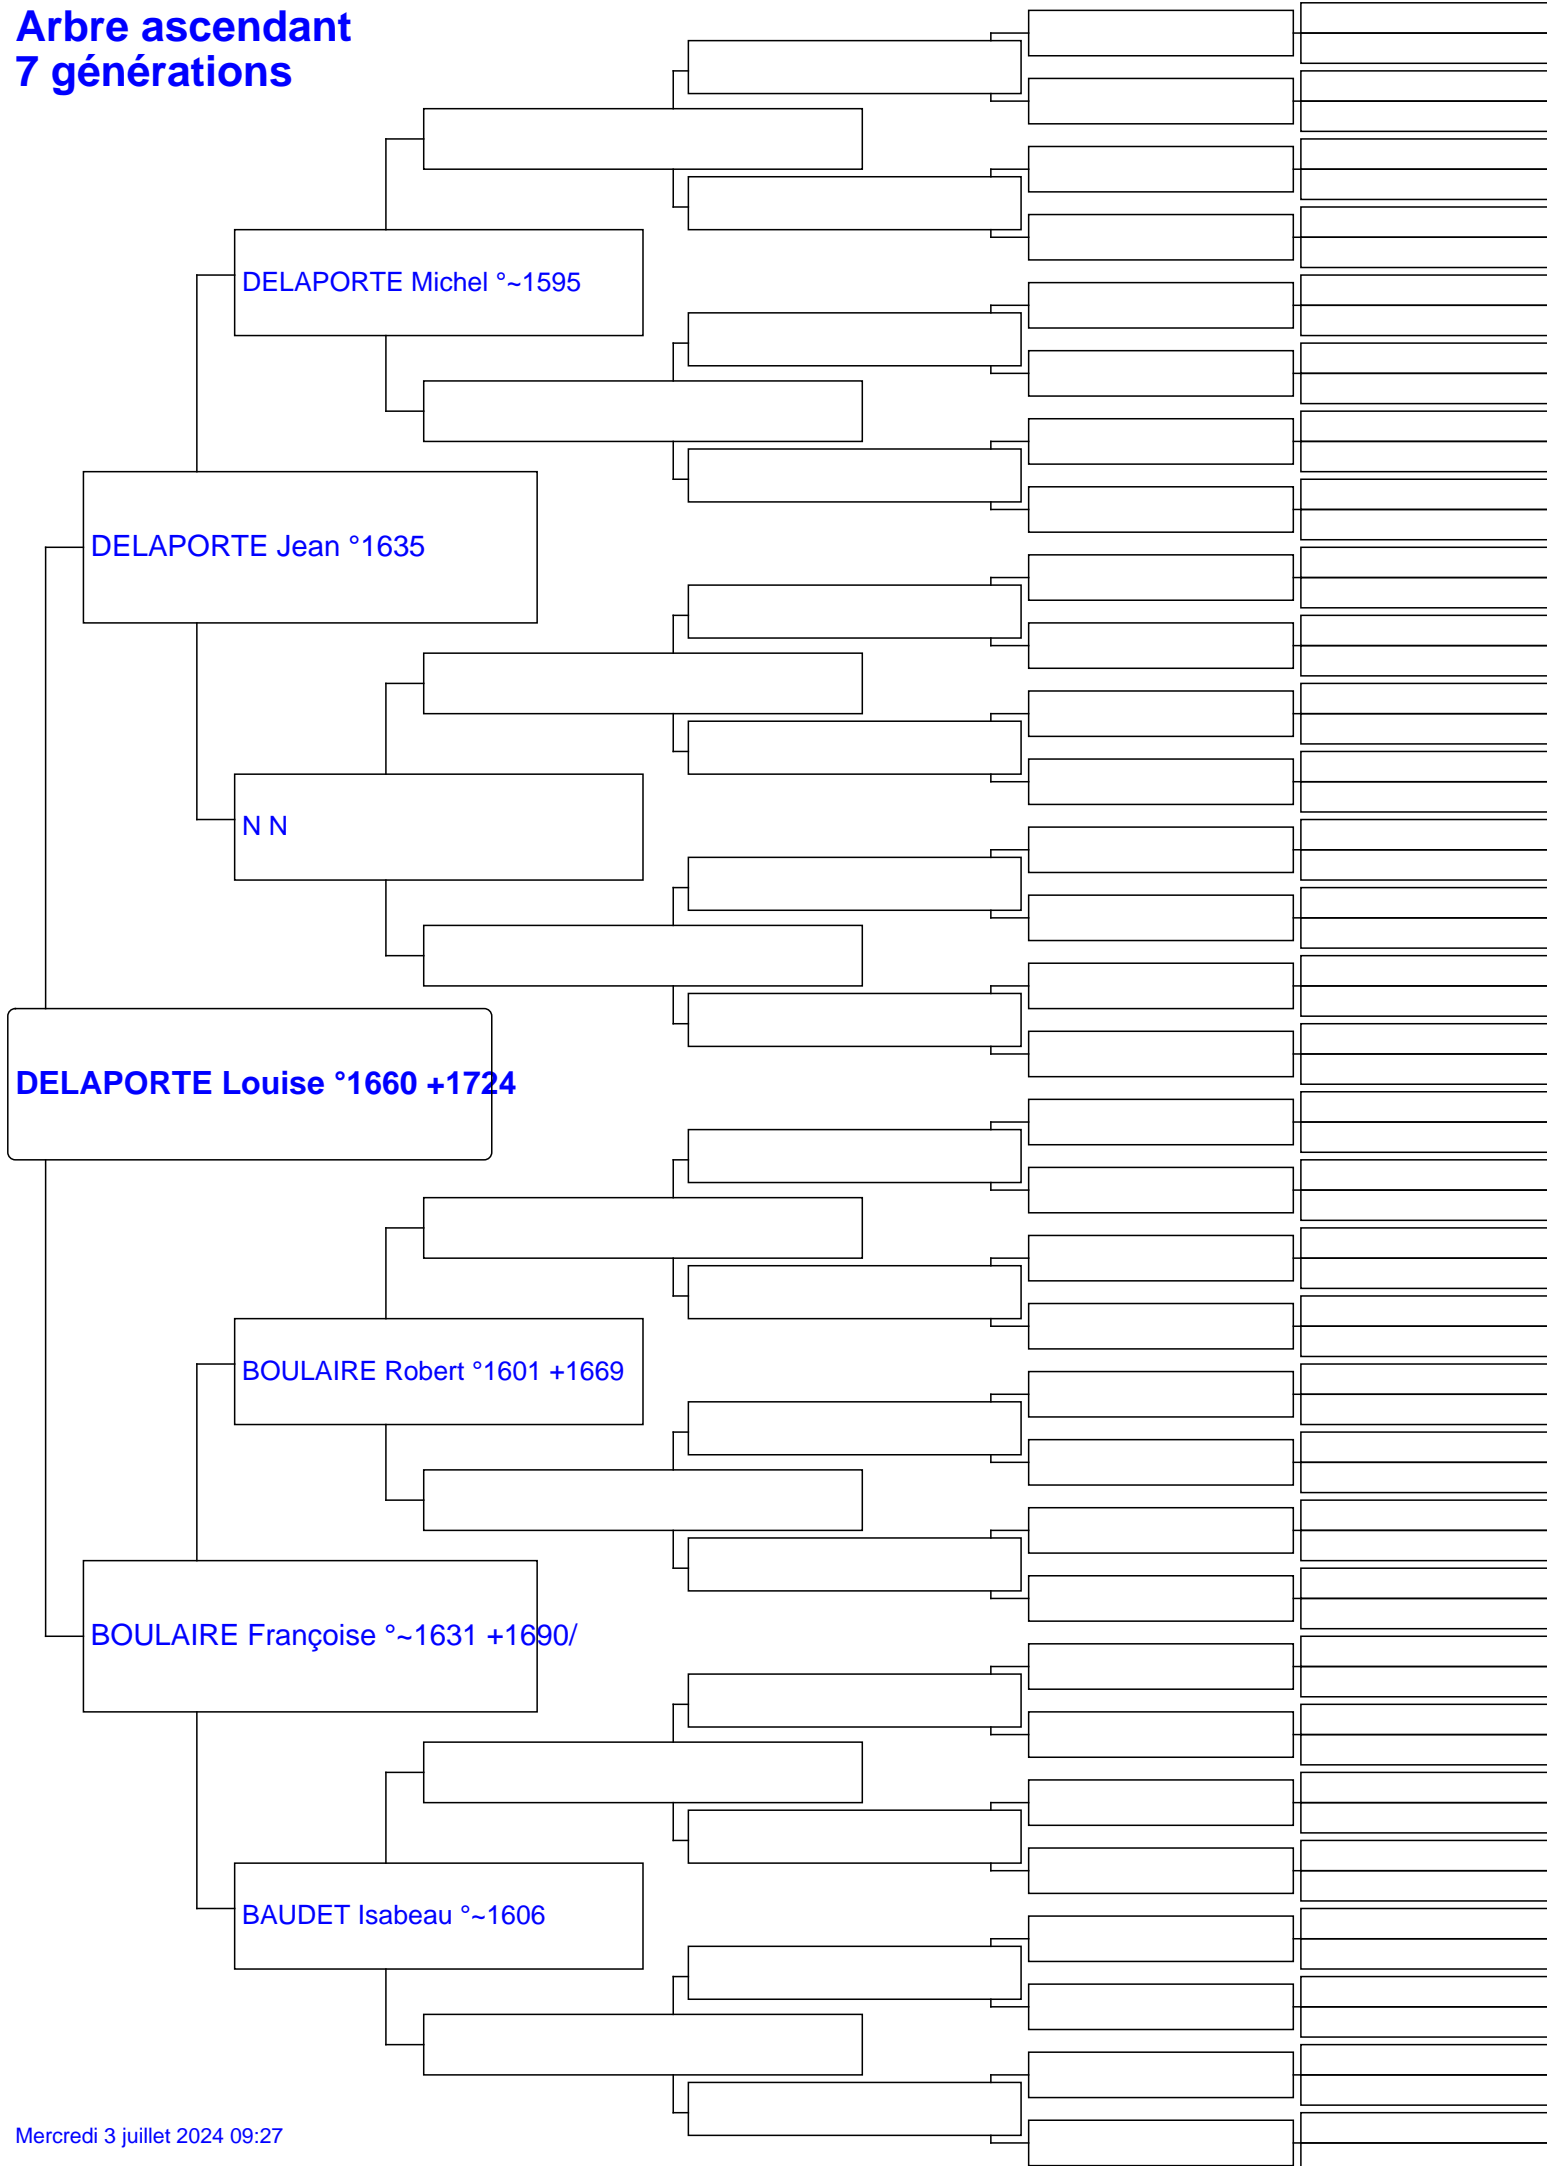 Arbre ascendant
7 générations
DELAPORTE Michel °~1595
DELAPORTE Jean °1635
N N
DELAPORTE Louise °1660 +1724
BOULAIRE Robert °1601 +1669
BOULAIRE Françoise °~1631 +1690/
BAUDET Isabeau °~1606
Mercredi 3 juillet 2024 09:27